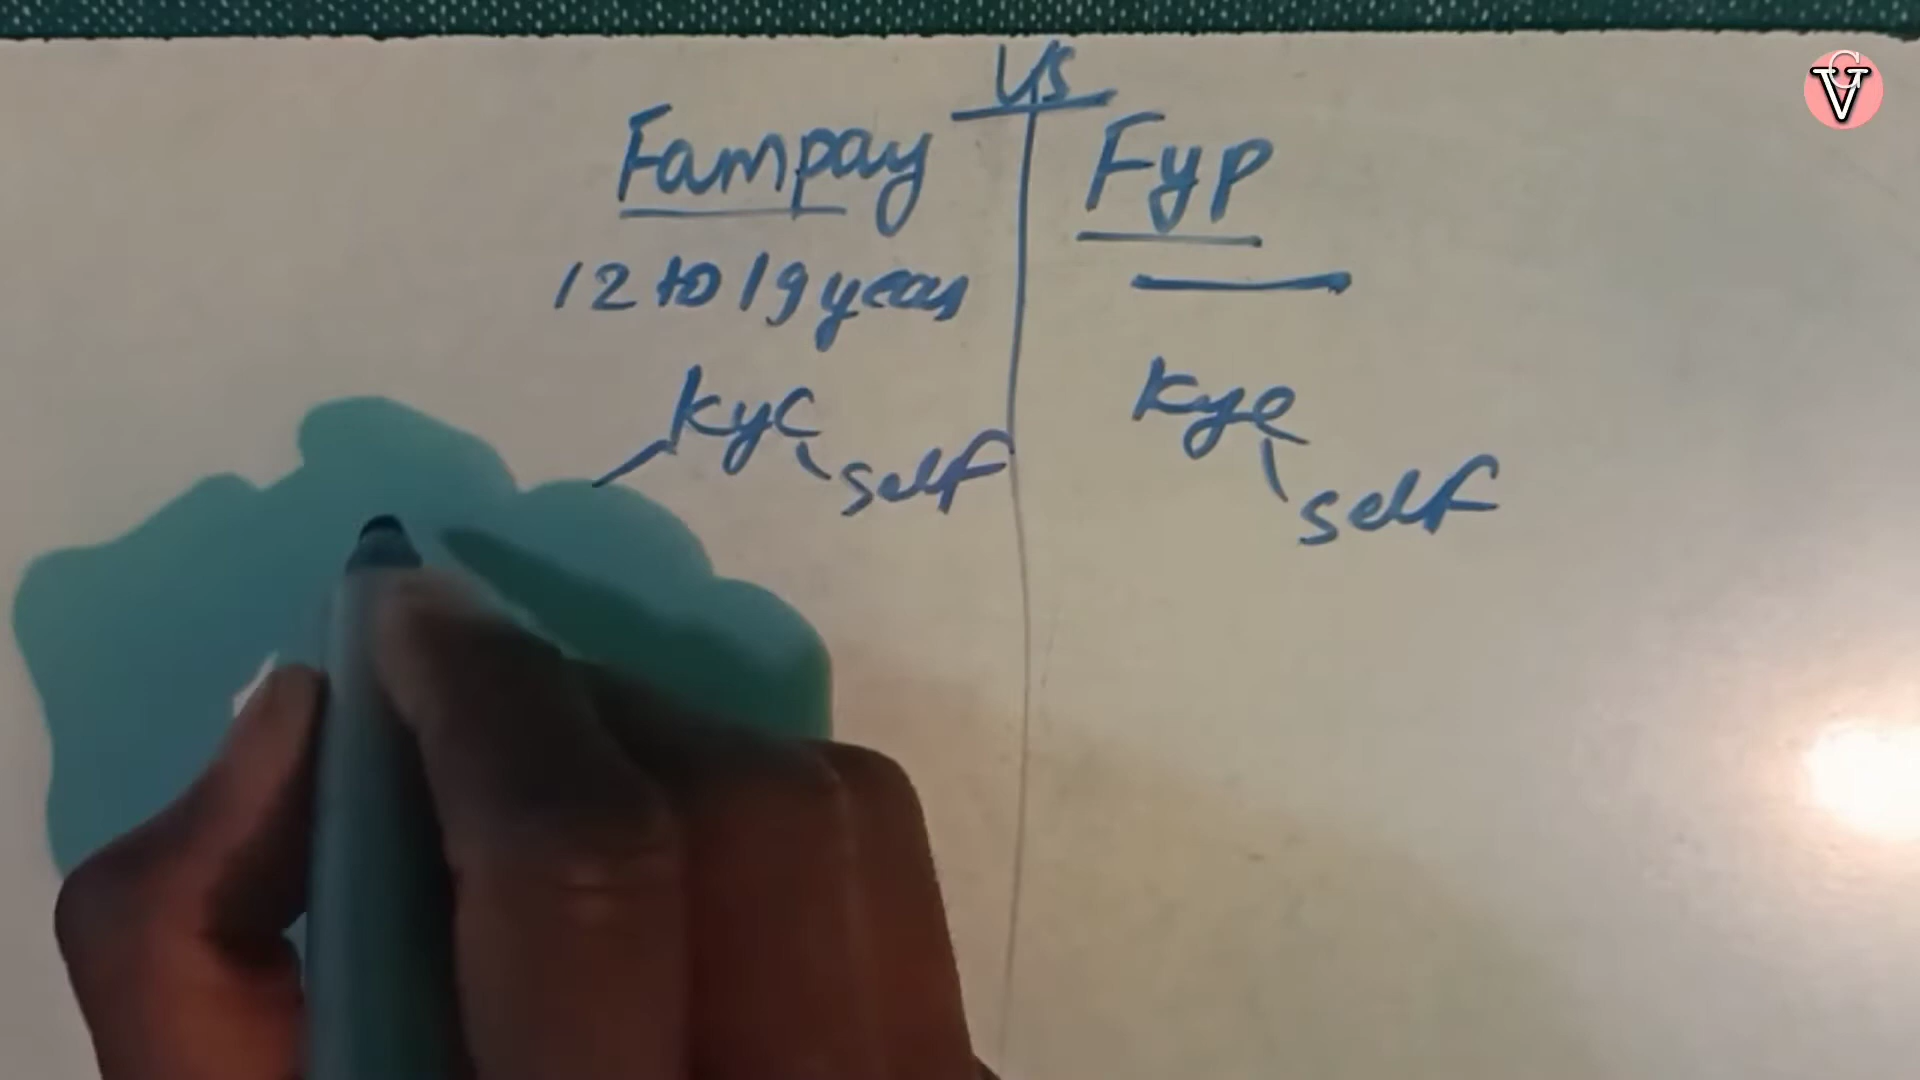 vs
Fampay Fyp
12 to 19 years
Kyc Kyc
self self